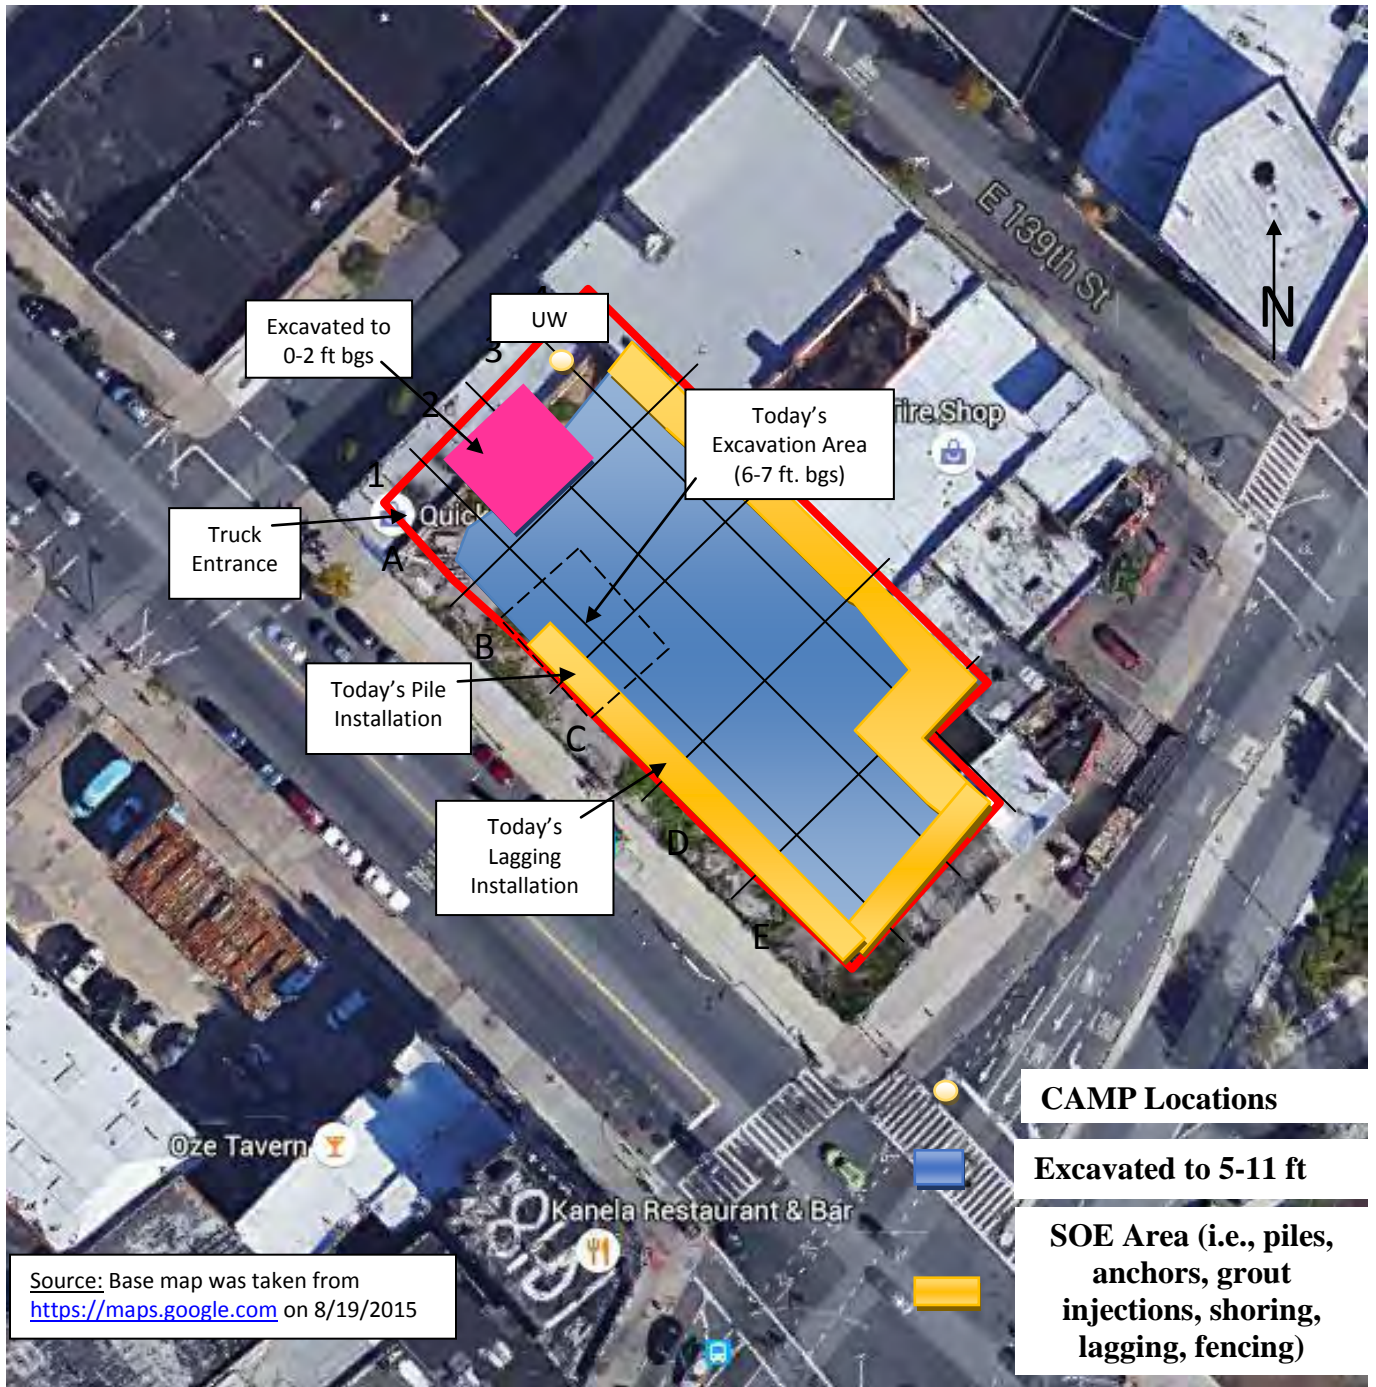 E 139th St
N
UW
Excavated to
0-2 ft bgs
3
2
1
Today's
Excavation Area
(6-7 ft. bgs)
Tire Shop
Truck
Entrance
Quick
A
B
C
D
E
Today's Pile
Installation
Today's
Lagging
Installation
CAMP Locations
Excavated to 5-11 ft
SOE Area (i.e., piles,
anchors, grout
injections, shoring,
lagging, fencing)
Oze Tavern
Kanela Restaurant & Bar
Source: Base map was taken from
https://maps.google.com on 8/19/2015